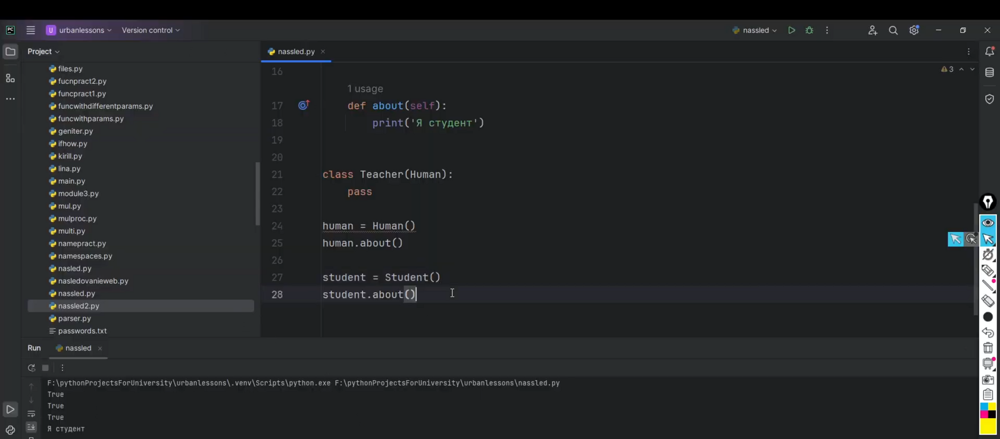 PC
U urbanlessons
Version control
nassled
Project
nassled.py
files.py
fucnpract2.py
funcpract1.py
funcwithdifferentparams.py
funcwithparams.py
geniter.py
ifhow.py
kirill.py
lina.py
main.py
module3.py
mul.py
mulproc.py
multi.py
namepract.py
namespaces.py
nasled.py
nasledovanieweb.py
nassled.py
nassled2.py
parser.py
passwords.txt
3
16
1 usage
17 def about(self):
18 print('Я студент')
19
20
21 class Teacher(Human):
22 pass
23
24 human = Human()
25 human.about()
26
27 student = Student()
28 student.about()
Run nassled
F:\pythonProjectsForUniversity\urbanlessons\.venv\Scripts\python.exe F:\pythonProjectsForUniversity\urbanlessons\nassled.py
True
True
True
Я студент